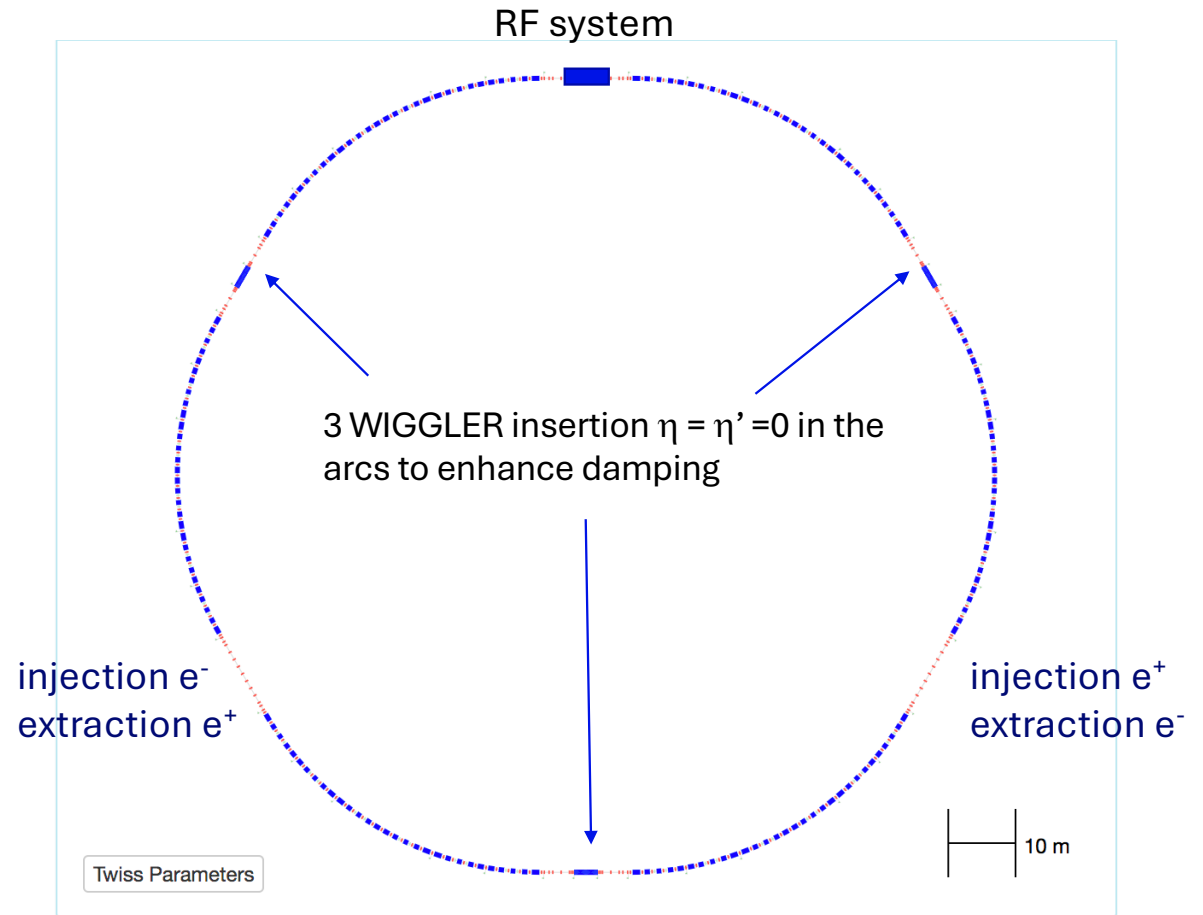 RF system
3 WIGGLER insertion η = η’ =0 in the
arcs to enhance damping
injection e⁻
extraction e⁺
injection e⁺
extraction e⁻
10 m
Twiss Parameters